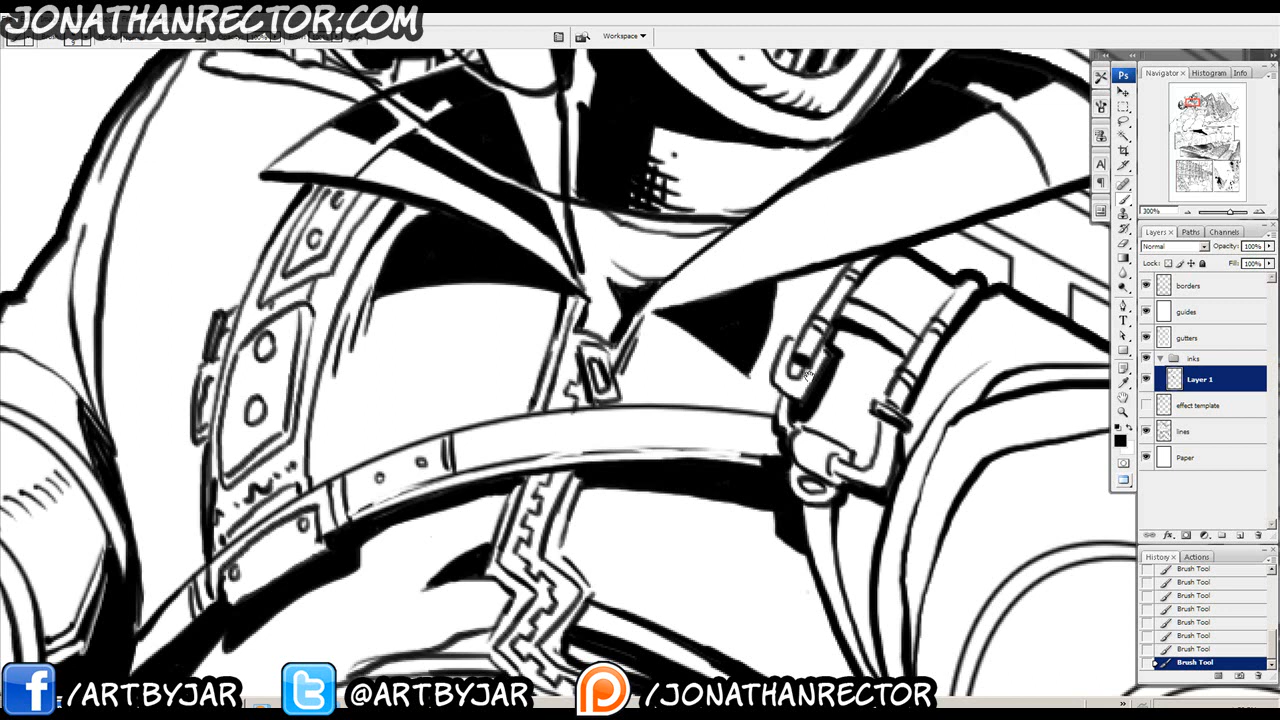 JONATHANRECTOR.COM
Workspace
Ps
Navigator × Histogram Info
300%
Layers × Paths Channels
Normal Opacity: 100%
Lock: Fill: 100%
borders
guides
gutters
inks
Layer 1
effect template
lines
Paper
History × Actions
Brush Tool
Brush Tool
Brush Tool
Brush Tool
Brush Tool
Brush Tool
Brush Tool
Brush Tool
/ARTBYJAR @ARTBYJAR /JONATHANRECTOR